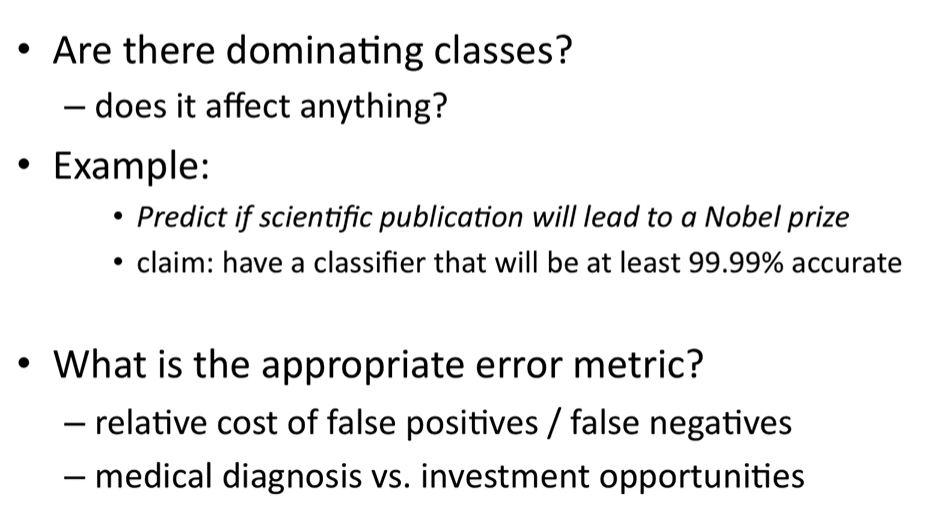 • Are there dominating classes?
– does it affect anything?
• Example:
• Predict if scientific publication will lead to a Nobel prize
• claim: have a classifier that will be at least 99.99% accurate
• What is the appropriate error metric?
– relative cost of false positives / false negatives
– medical diagnosis vs. investment opportunities